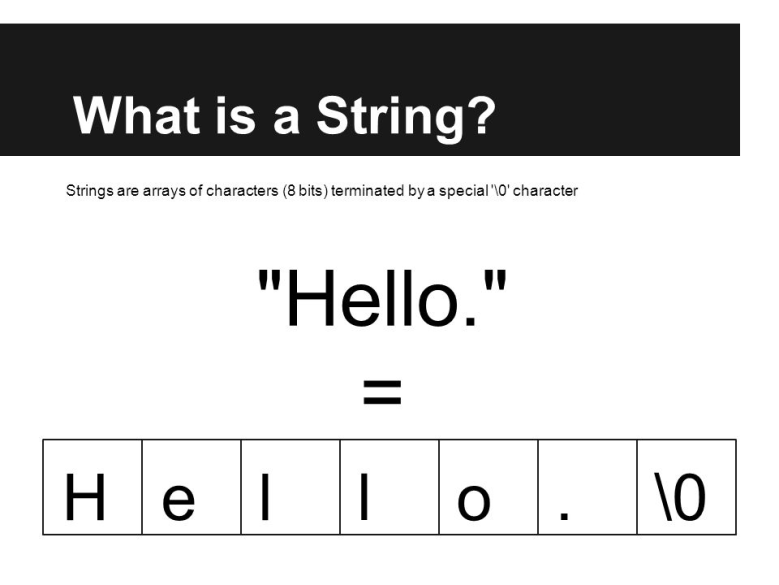 What is a String?
Strings are arrays of characters (8 bits) terminated by a special '\0' character
"Hello."
=
H e l l o . \0